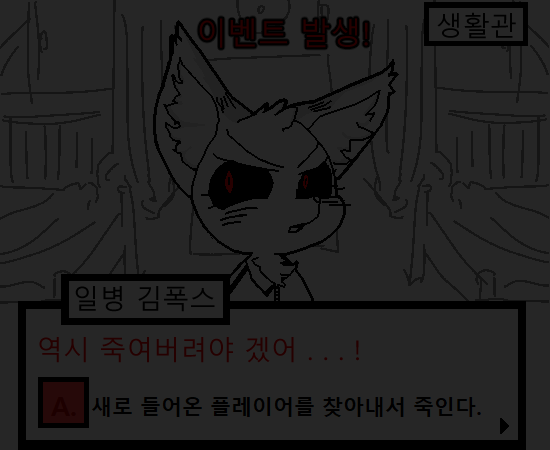 이벤트 발생!
생활관
일병 김폭스
역시 죽여버려야 겠어 . . . !
A. 새로 들어온 플레이어를 찾아내서 죽인다.